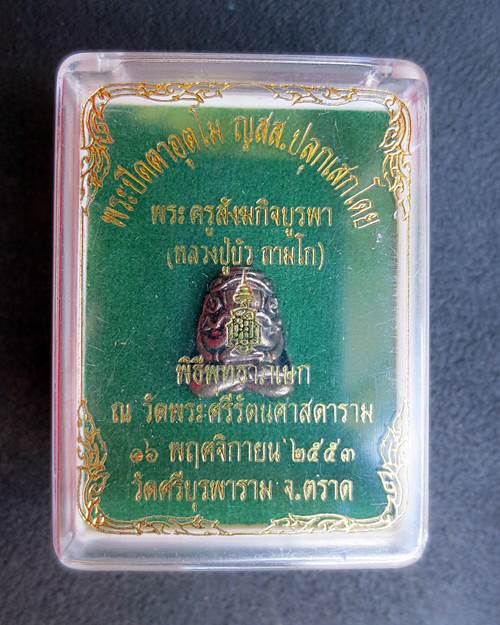 พระปิดตาอุตฺโม ญสส. ปลุกเสกโดย
พระครูสังฆกิจบูรพา
(หลวงปู่บัว ถามโก)
พิธีพุทธาภิเษก
ณ วัดพระศรีรัตนศาสดาราม
๑๖ พฤศจิกายน ๒๕๕๓
วัดศรีบุรพาราม จ.ตราด